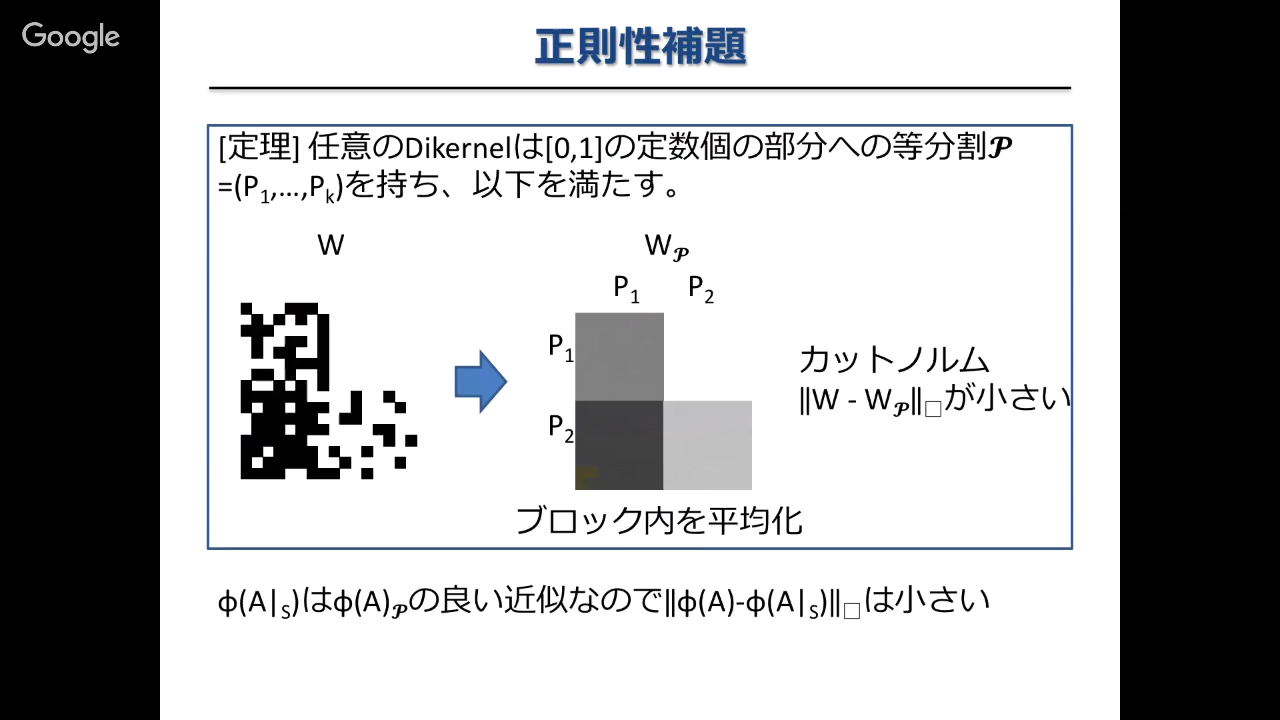 Google
正則性補題
[定理] 任意のDikernelは[0,1]の定数個の部分への等分割𝓟
=(P₁,…,Pₖ)を持ち、以下を満たす。
W
W𝓟
P₁ P₂
P₁
P₂
カットノルム
‖W - W𝓟‖□が小さい
ブロック内を平均化
ϕ(A|ₛ)はϕ(A)𝓟の良い近似なので‖ϕ(A)-ϕ(A|ₛ)‖□は小さい